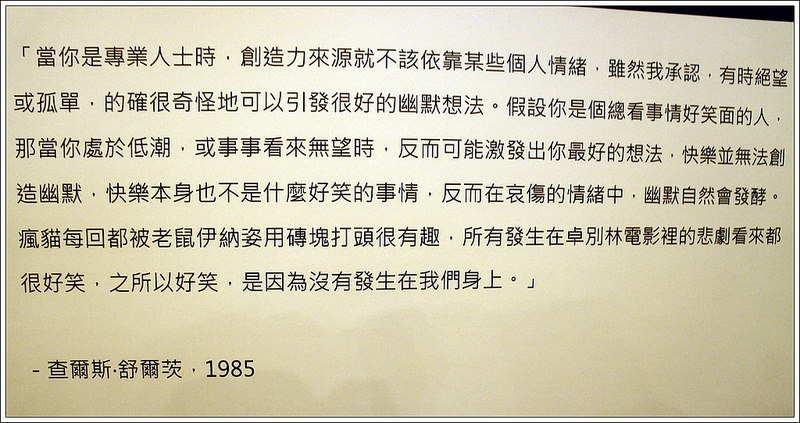 「當你是專業人士時，創造力來源就不該依靠某些個人情緒，雖然我承認，有時絕望
或孤單，的確很奇怪地可以引發很好的幽默想法。假設你是個總看事情好笑面的人，
那當你處於低潮，或事事看來無望時，反而可能激發出你最好的想法，快樂並無法創
造幽默，快樂本身也不是什麼好笑的事情，反而在哀傷的情緒中，幽默自然會發酵。
瘋貓每回都被老鼠伊納姿用磚塊打頭很有趣，所有發生在卓別林電影裡的悲劇看來都
很好笑，之所以好笑，是因為沒有發生在我們身上。」
- 查爾斯·舒爾茨，1985